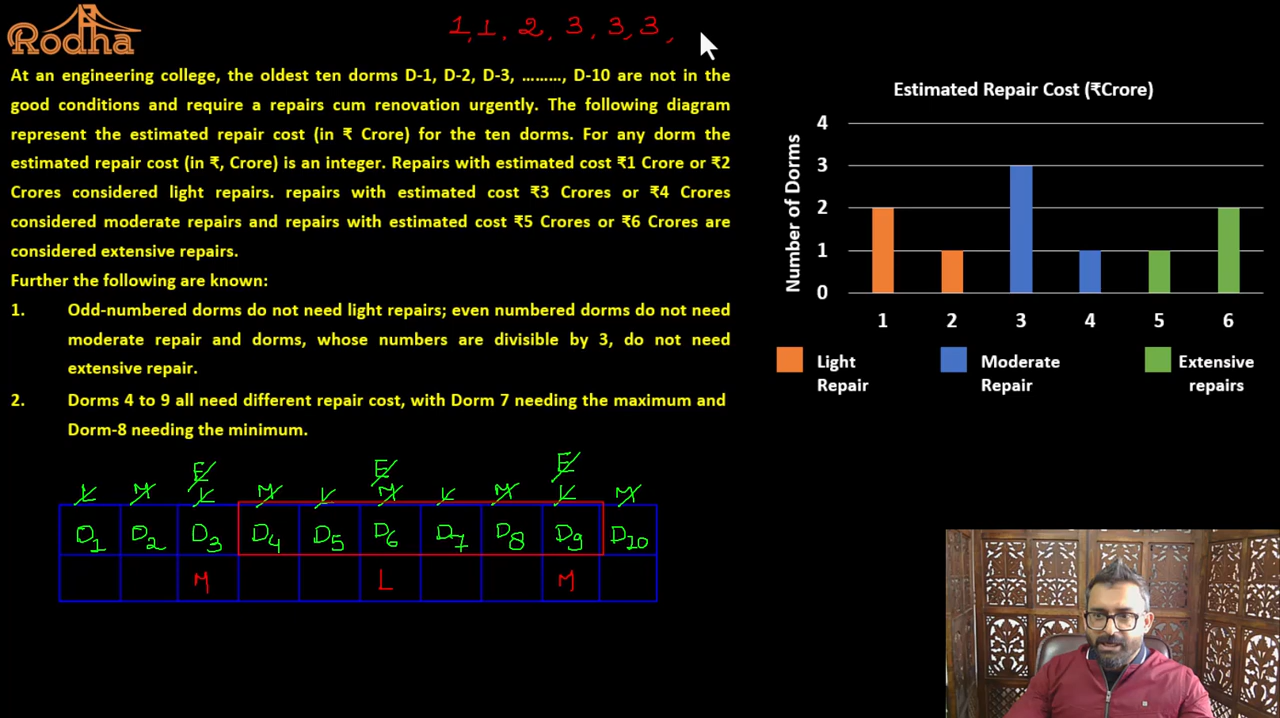 Rodha
1, 1, 2, 3, 3, 3,
At an engineering college, the oldest ten dorms D-1, D-2, D-3, ………, D-10 are not in the
good conditions and require a repairs cum renovation urgently. The following diagram
represent the estimated repair cost (in ₹ Crore) for the ten dorms. For any dorm the
estimated repair cost (in ₹, Crore) is an integer. Repairs with estimated cost ₹1 Crore or ₹2
Crores considered light repairs. repairs with estimated cost ₹3 Crores or ₹4 Crores
considered moderate repairs and repairs with estimated cost ₹5 Crores or ₹6 Crores are
considered extensive repairs.
Further the following are known:
1. Odd-numbered dorms do not need light repairs; even numbered dorms do not need
moderate repair and dorms, whose numbers are divisible by 3, do not need
extensive repair.
2. Dorms 4 to 9 all need different repair cost, with Dorm 7 needing the maximum and
Dorm-8 needing the minimum.
E E E
L M L M L M L M L M
D1 D2 D3 D4 D5 D6 D7 D8 D9 D10
M L M
Estimated Repair Cost (₹Crore)
Number of Dorms
4
3
2
1
0
1 2 3 4 5 6
Light Repair
Moderate Repair
Extensive repairs